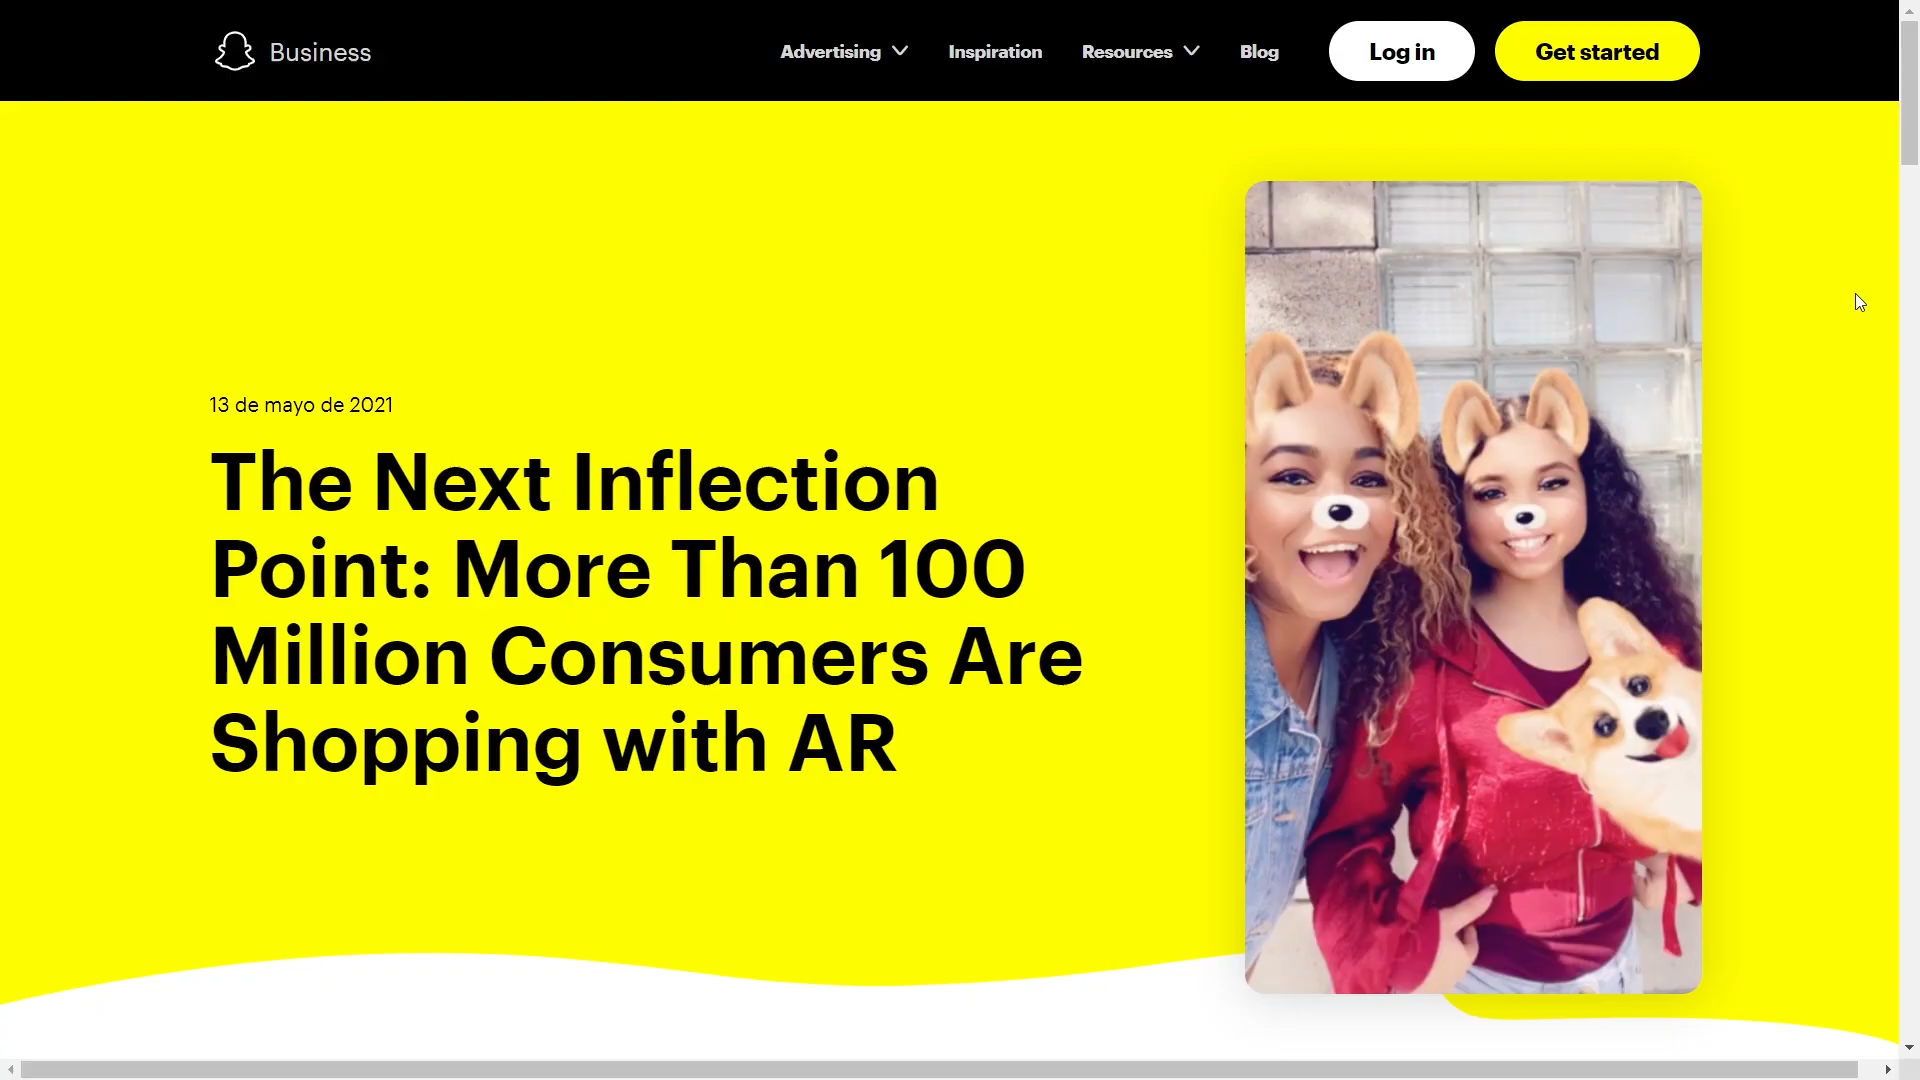 Business
Advertising
Inspiration
Resources
Blog
Log in
Get started
13 de mayo de 2021
The Next Inflection
Point: More Than 100
Million Consumers Are
Shopping with AR